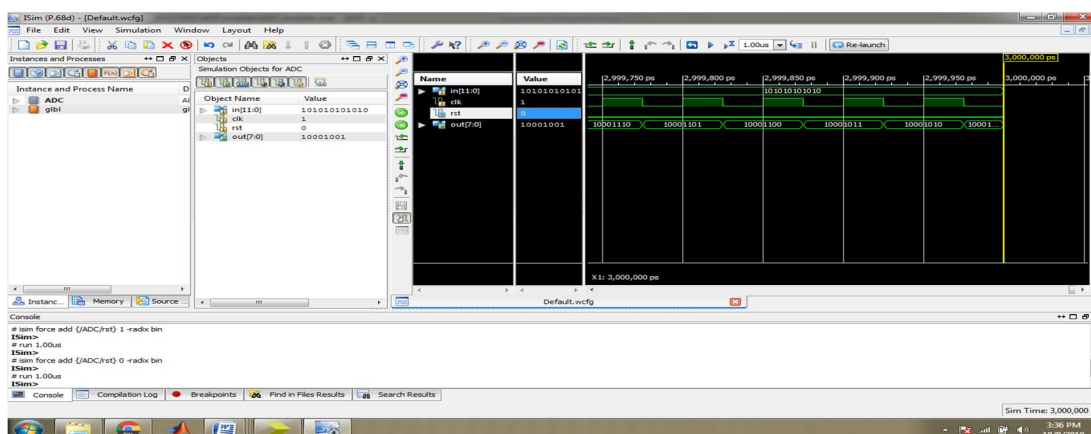 ISim (P.68d) - [Default.wcfg]
File Edit View Simulation Window Layout Help
1.00us Re-launch
Instances and Processes
Instance and Process Name D
ADC
glbl gl
Instanc... Memory Source ...
Objects
Simulation Objects for ADC
Object Name Value
in[11:0] 101010101010
clk 1
rst 0
out[7:0] 10001001
Name Value
in[11:0] 10101010101
clk 1
rst 0
out[7:0] 10001001
3,000,000 ps
2,999,750 ps 2,999,800 ps 2,999,850 ps 2,999,900 ps 2,999,950 ps 3,000,000 ps
101010101010
10001110 10001101 10001100 10001011 10001010 10001...
X1: 3,000,000 ps
Default.wcfg
Console
# isim force add {/ADC/rst} 1 -radix bin
ISim>
# run 1.00us
ISim>
# isim force add {/ADC/rst} 0 -radix bin
ISim>
# run 1.00us
ISim>
Console Compilation Log Breakpoints Find in Files Results Search Results
Sim Time: 3,000,000
3:36 PM